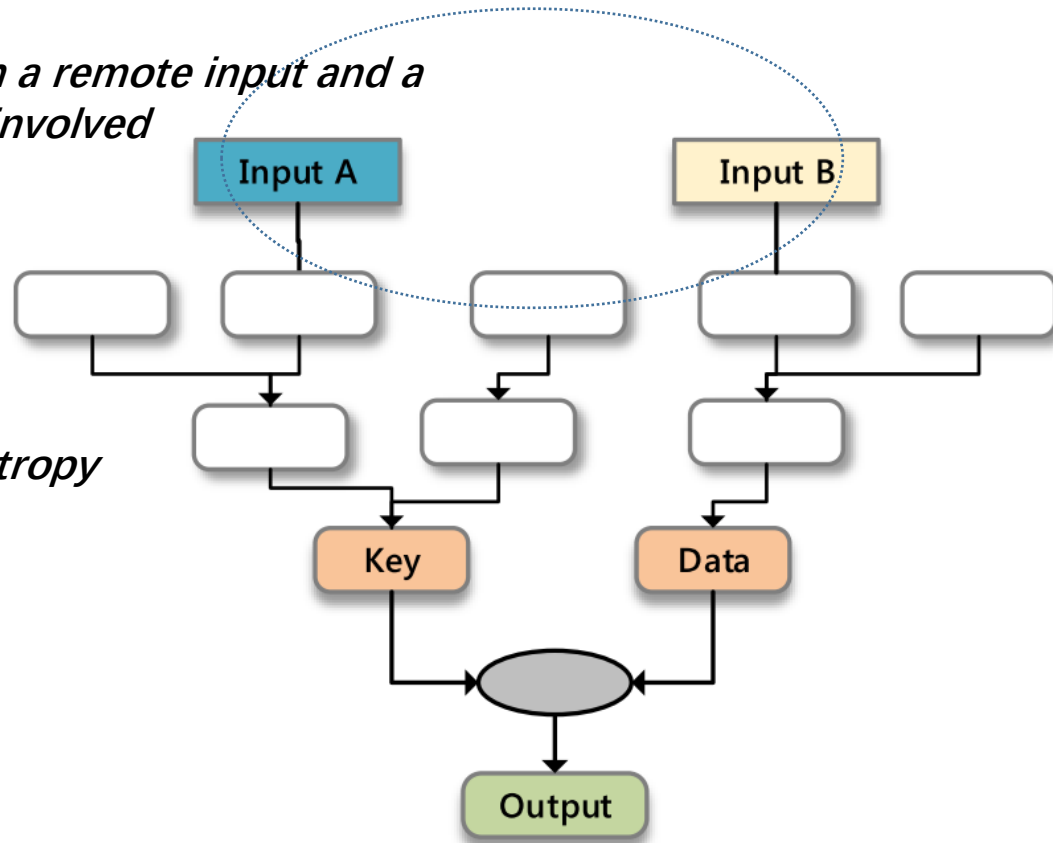 a remote input and a
involved
Input A
Input B
tropy
Key
Data
Output